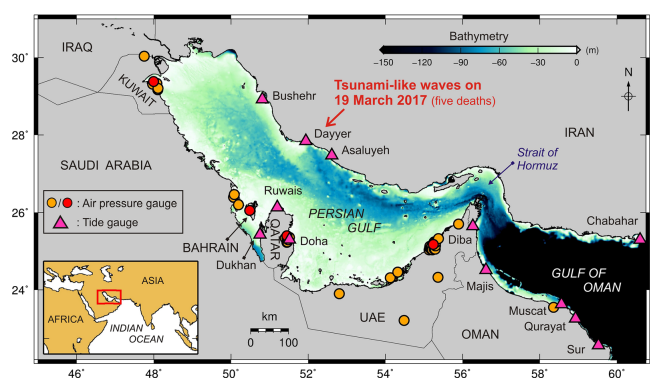 Bathymetry
−150 −120 −90 −60 −30 0 (m)
IRAQ
30°
KUWAIT
N
Bushehr
Tsunami-like waves on
19 March 2017 (five deaths)
Dayyer
IRAN
28°
Asaluyeh
SAUDI ARABIA
Strait of
Hormuz
/ : Air pressure gauge
: Tide gauge
Ruwais
PERSIAN
GULF
26°
BAHRAIN
QATAR
Doha
Diba
Chabahar
Dukhan
GULF OF
OMAN
Majis
24°
ASIA
AFRICA
INDIAN
OCEAN
km
0 100
UAE
OMAN
Muscat
Qurayat
Sur
46° 48° 50° 52° 54° 56° 58° 60°